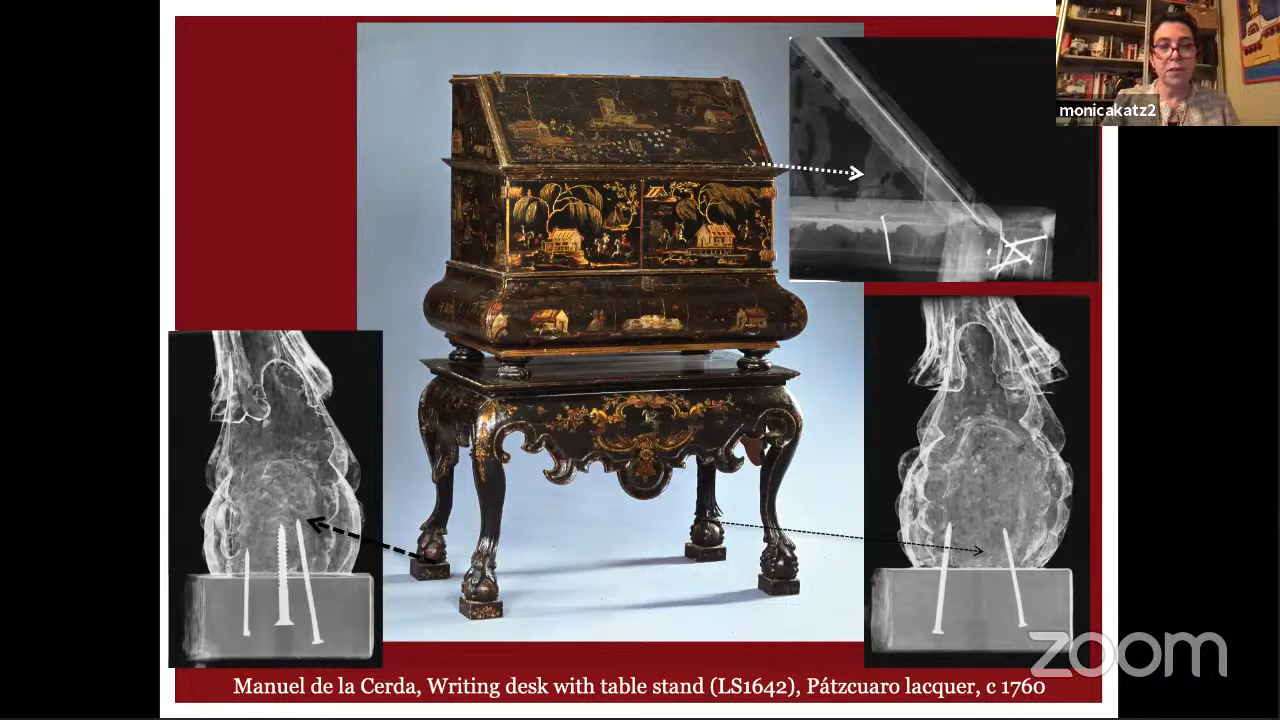 monicakatz2
zoom
Manuel de la Cerda, Writing desk with table stand (LS1642), Pátzcuaro lacquer, c 1760